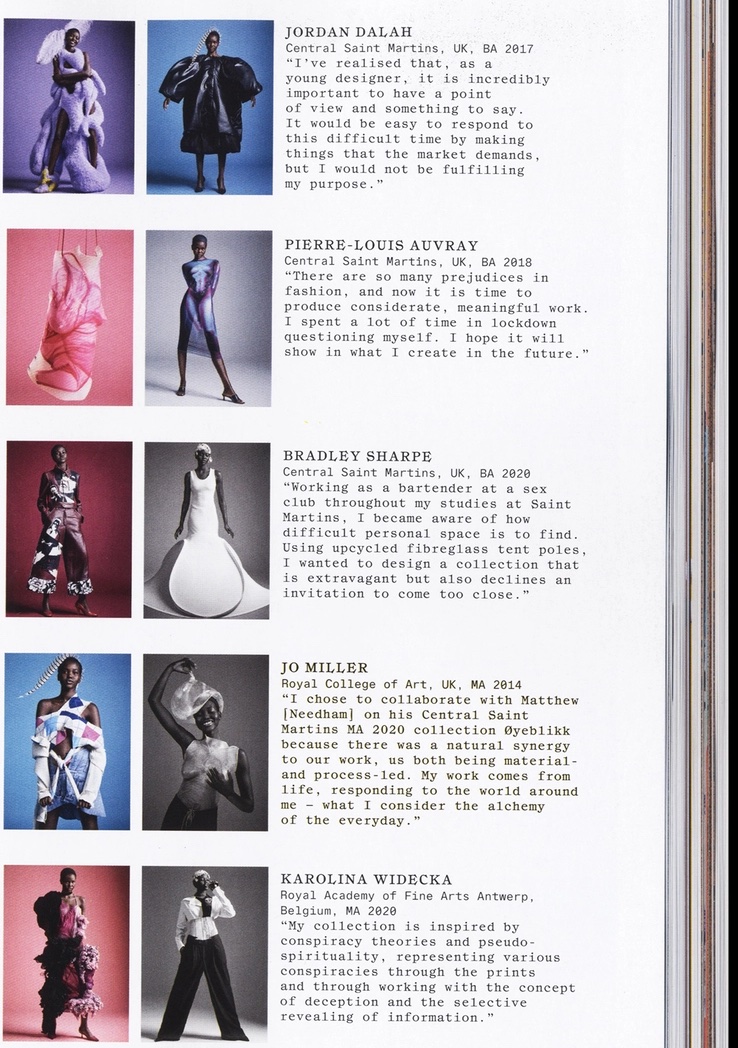 JORDAN DALAH
Central Saint Martins, UK, BA 2017
“I’ve realised that, as a
young designer, it is incredibly
important to have a point
of view and something to say.
It would be easy to respond to
this difficult time by making
things that the market demands,
but I would not be fulfilling
my purpose.”
PIERRE-LOUIS AUVRAY
Central Saint Martins, UK, BA 2018
“There are so many prejudices in
fashion, and now it is time to
produce considerate, meaningful work.
I spent a lot of time in lockdown
questioning myself. I hope it will
show in what I create in the future.”
BRADLEY SHARPE
Central Saint Martins, UK, BA 2020
“Working as a bartender at a sex
club throughout my studies at Saint
Martins, I became aware of how
difficult personal space is to find.
Using upcycled fibreglass tent poles,
I wanted to design a collection that
is extravagant but also declines an
invitation to come too close.”
JO MILLER
Royal College of Art, UK, MA 2014
“I chose to collaborate with Matthew
[Needham] on his Central Saint
Martins MA 2020 collection Øyeblikk
because there was a natural synergy
to our work, us both being material-
and process-led. My work comes from
life, responding to the world around
me – what I consider the alchemy
of the everyday.”
KAROLINA WIDECKA
Royal Academy of Fine Arts Antwerp,
Belgium, MA 2020
“My collection is inspired by
conspiracy theories and pseudo-
spirituality, representing various
conspiracies through the prints
and through working with the concept
of deception and the selective
revealing of information.”